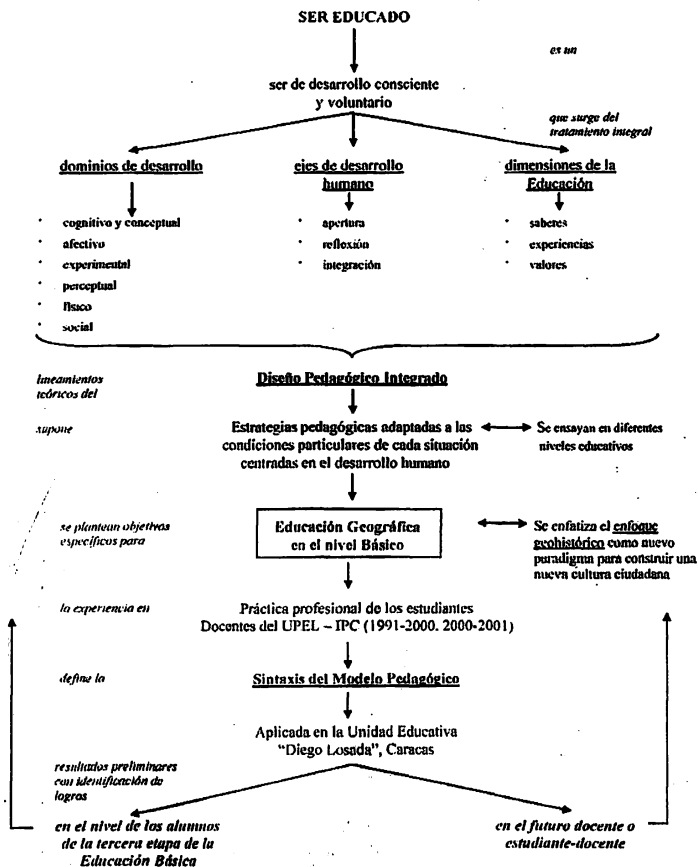 SER EDUCADO
es un
ser de desarrollo consciente
y voluntario
que surge del
tratamiento integral
dominios de desarrollo
ejes de desarrollo
humano
dimensiones de la
Educación
cognitivo y conceptual
afectivo
experimental
perceptual
físico
social
apertura
reflexión
integración
saberes
experiencias
valores
lineamientos
teóricos del
Diseño Pedagógico Integrado
supone
Estrategias pedagógicas adaptadas a las
condiciones particulares de cada situación
centradas en el desarrollo humano
Se ensayan en diferentes
niveles educativos
se plantean objetivos
específicos para
Educación Geográfica
en el nivel Básico
Se enfatiza el enfoque
geohistórico como nuevo
paradigma para construir una
nueva cultura ciudadana
la experiencia en
Práctica profesional de los estudiantes
Docentes del UPEL – IPC (1991-2000. 2000-2001)
define la
Sintaxis del Modelo Pedagógico
Aplicada en la Unidad Educativa
"Diego Losada", Caracas
resultados preliminares
con identificación de
logros
en el nivel de los alumnos
de la tercera etapa de la
Educación Básica
en el futuro docente o
estudiante-docente